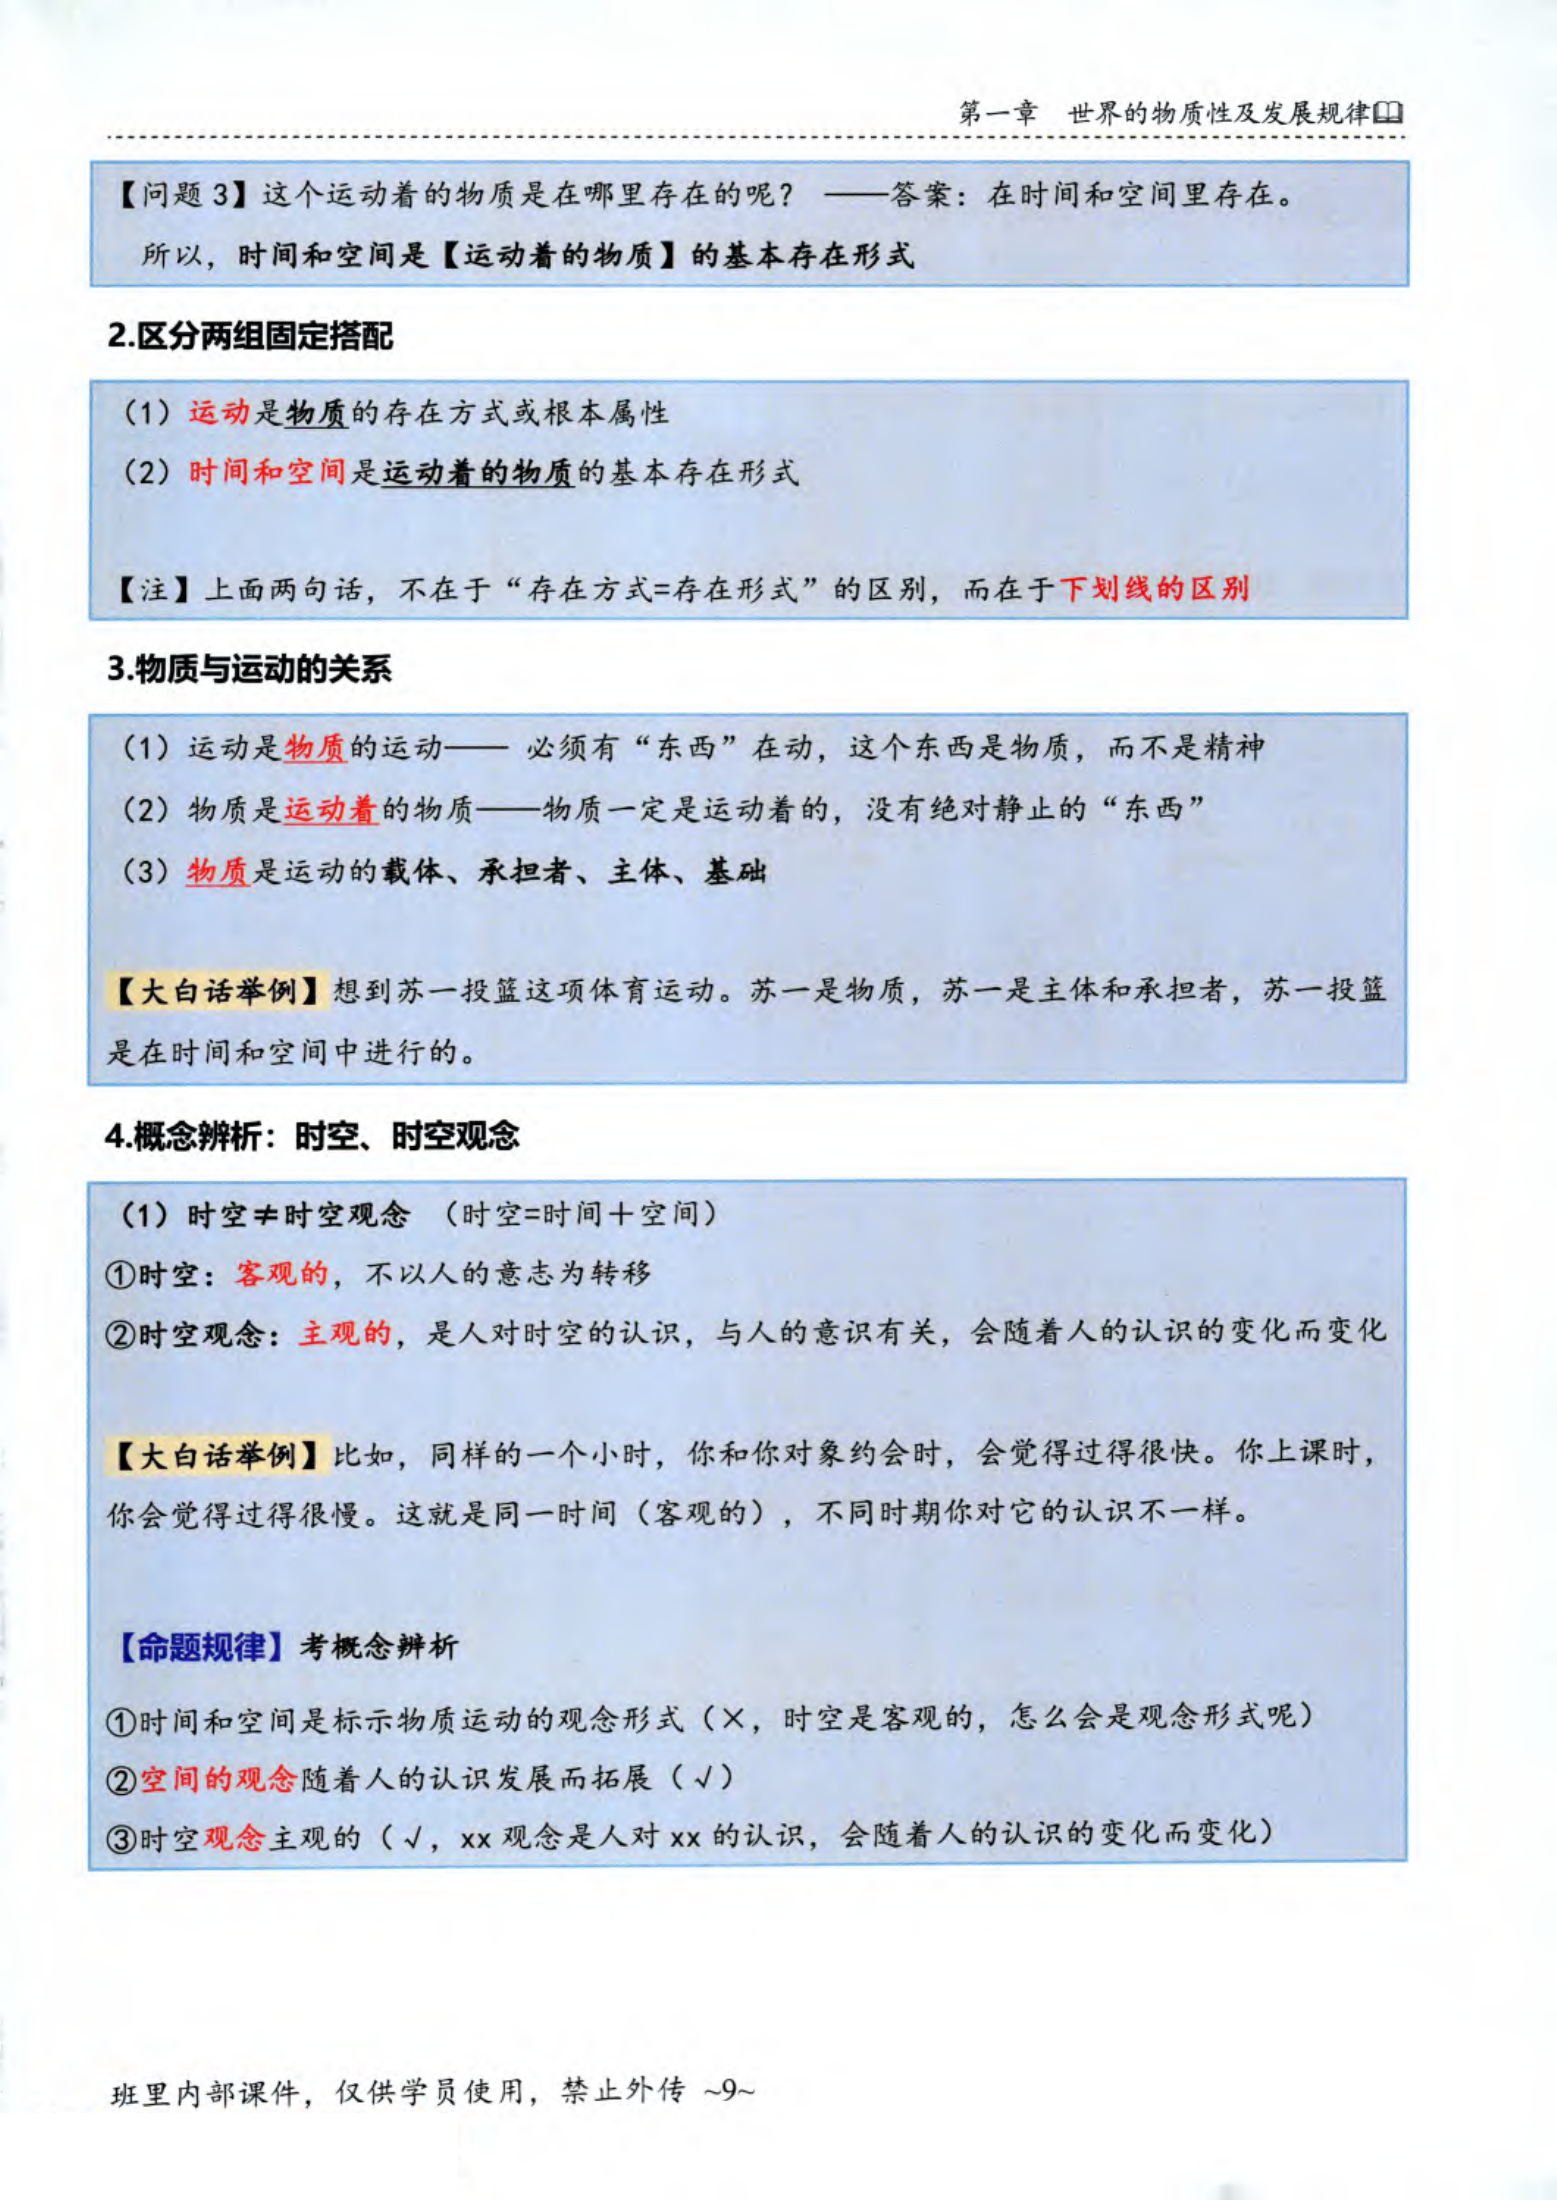 第一章 世界的物质性及发展规律
【问题 3】这个运动着的物质是在哪里存在的呢? ——答案：在时间和空间里存在。
所以，时间和空间是【运动着的物质】的基本存在形式
2.区分两组固定搭配
（1）运动是物质的存在方式或根本属性
（2）时间和空间是运动着的物质的基本存在形式
【注】上面两句话，不在于“存在方式=存在形式”的区别，而在于下划线的区别
3.物质与运动的关系
（1）运动是物质的运动—— 必须有“东西”在动，这个东西是物质，而不是精神
（2）物质是运动着的物质——物质一定是运动着的，没有绝对静止的“东西”
（3）物质是运动的载体、承担者、主体、基础
【大白话举例】想到苏一投篮这项体育运动。苏一是物质，苏一是主体和承担者，苏一投篮
是在时间和空间中进行的。
4.概念辨析：时空、时空观念
（1）时空≠时空观念 （时空=时间＋空间）
①时空：客观的，不以人的意志为转移
②时空观念：主观的，是人对时空的认识，与人的意识有关，会随着人的认识的变化而变化
【大白话举例】比如，同样的一个小时，你和你对象约会时，会觉得过得很快。你上课时，
你会觉得过得很慢。这就是同一时间（客观的），不同时期你对它的认识不一样。
【命题规律】考概念辨析
①时间和空间是标示物质运动的观念形式（×，时空是客观的，怎么会是观念形式呢）
②空间的观念随着人的认识发展而拓展（√）
③时空观念主观的（√，xx 观念是人对 xx 的认识，会随着人的认识的变化而变化）
班里内部课件，仅供学员使用，禁止外传 ~9~